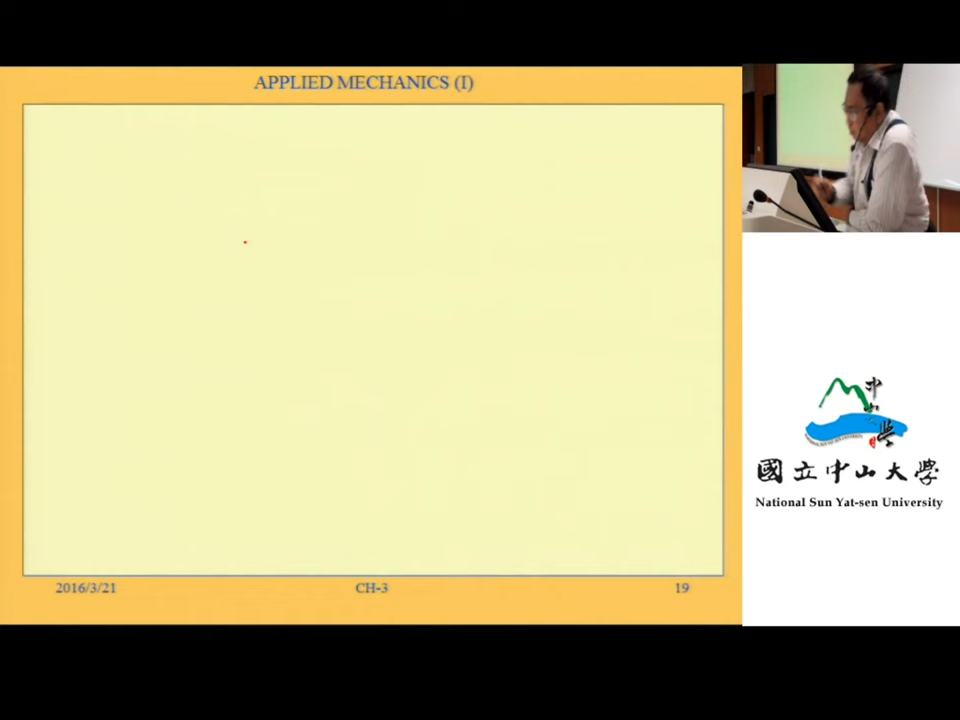 APPLIED MECHANICS (I)
國立中山大學
National Sun Yat-sen University
2016/3/21
CH-3
19